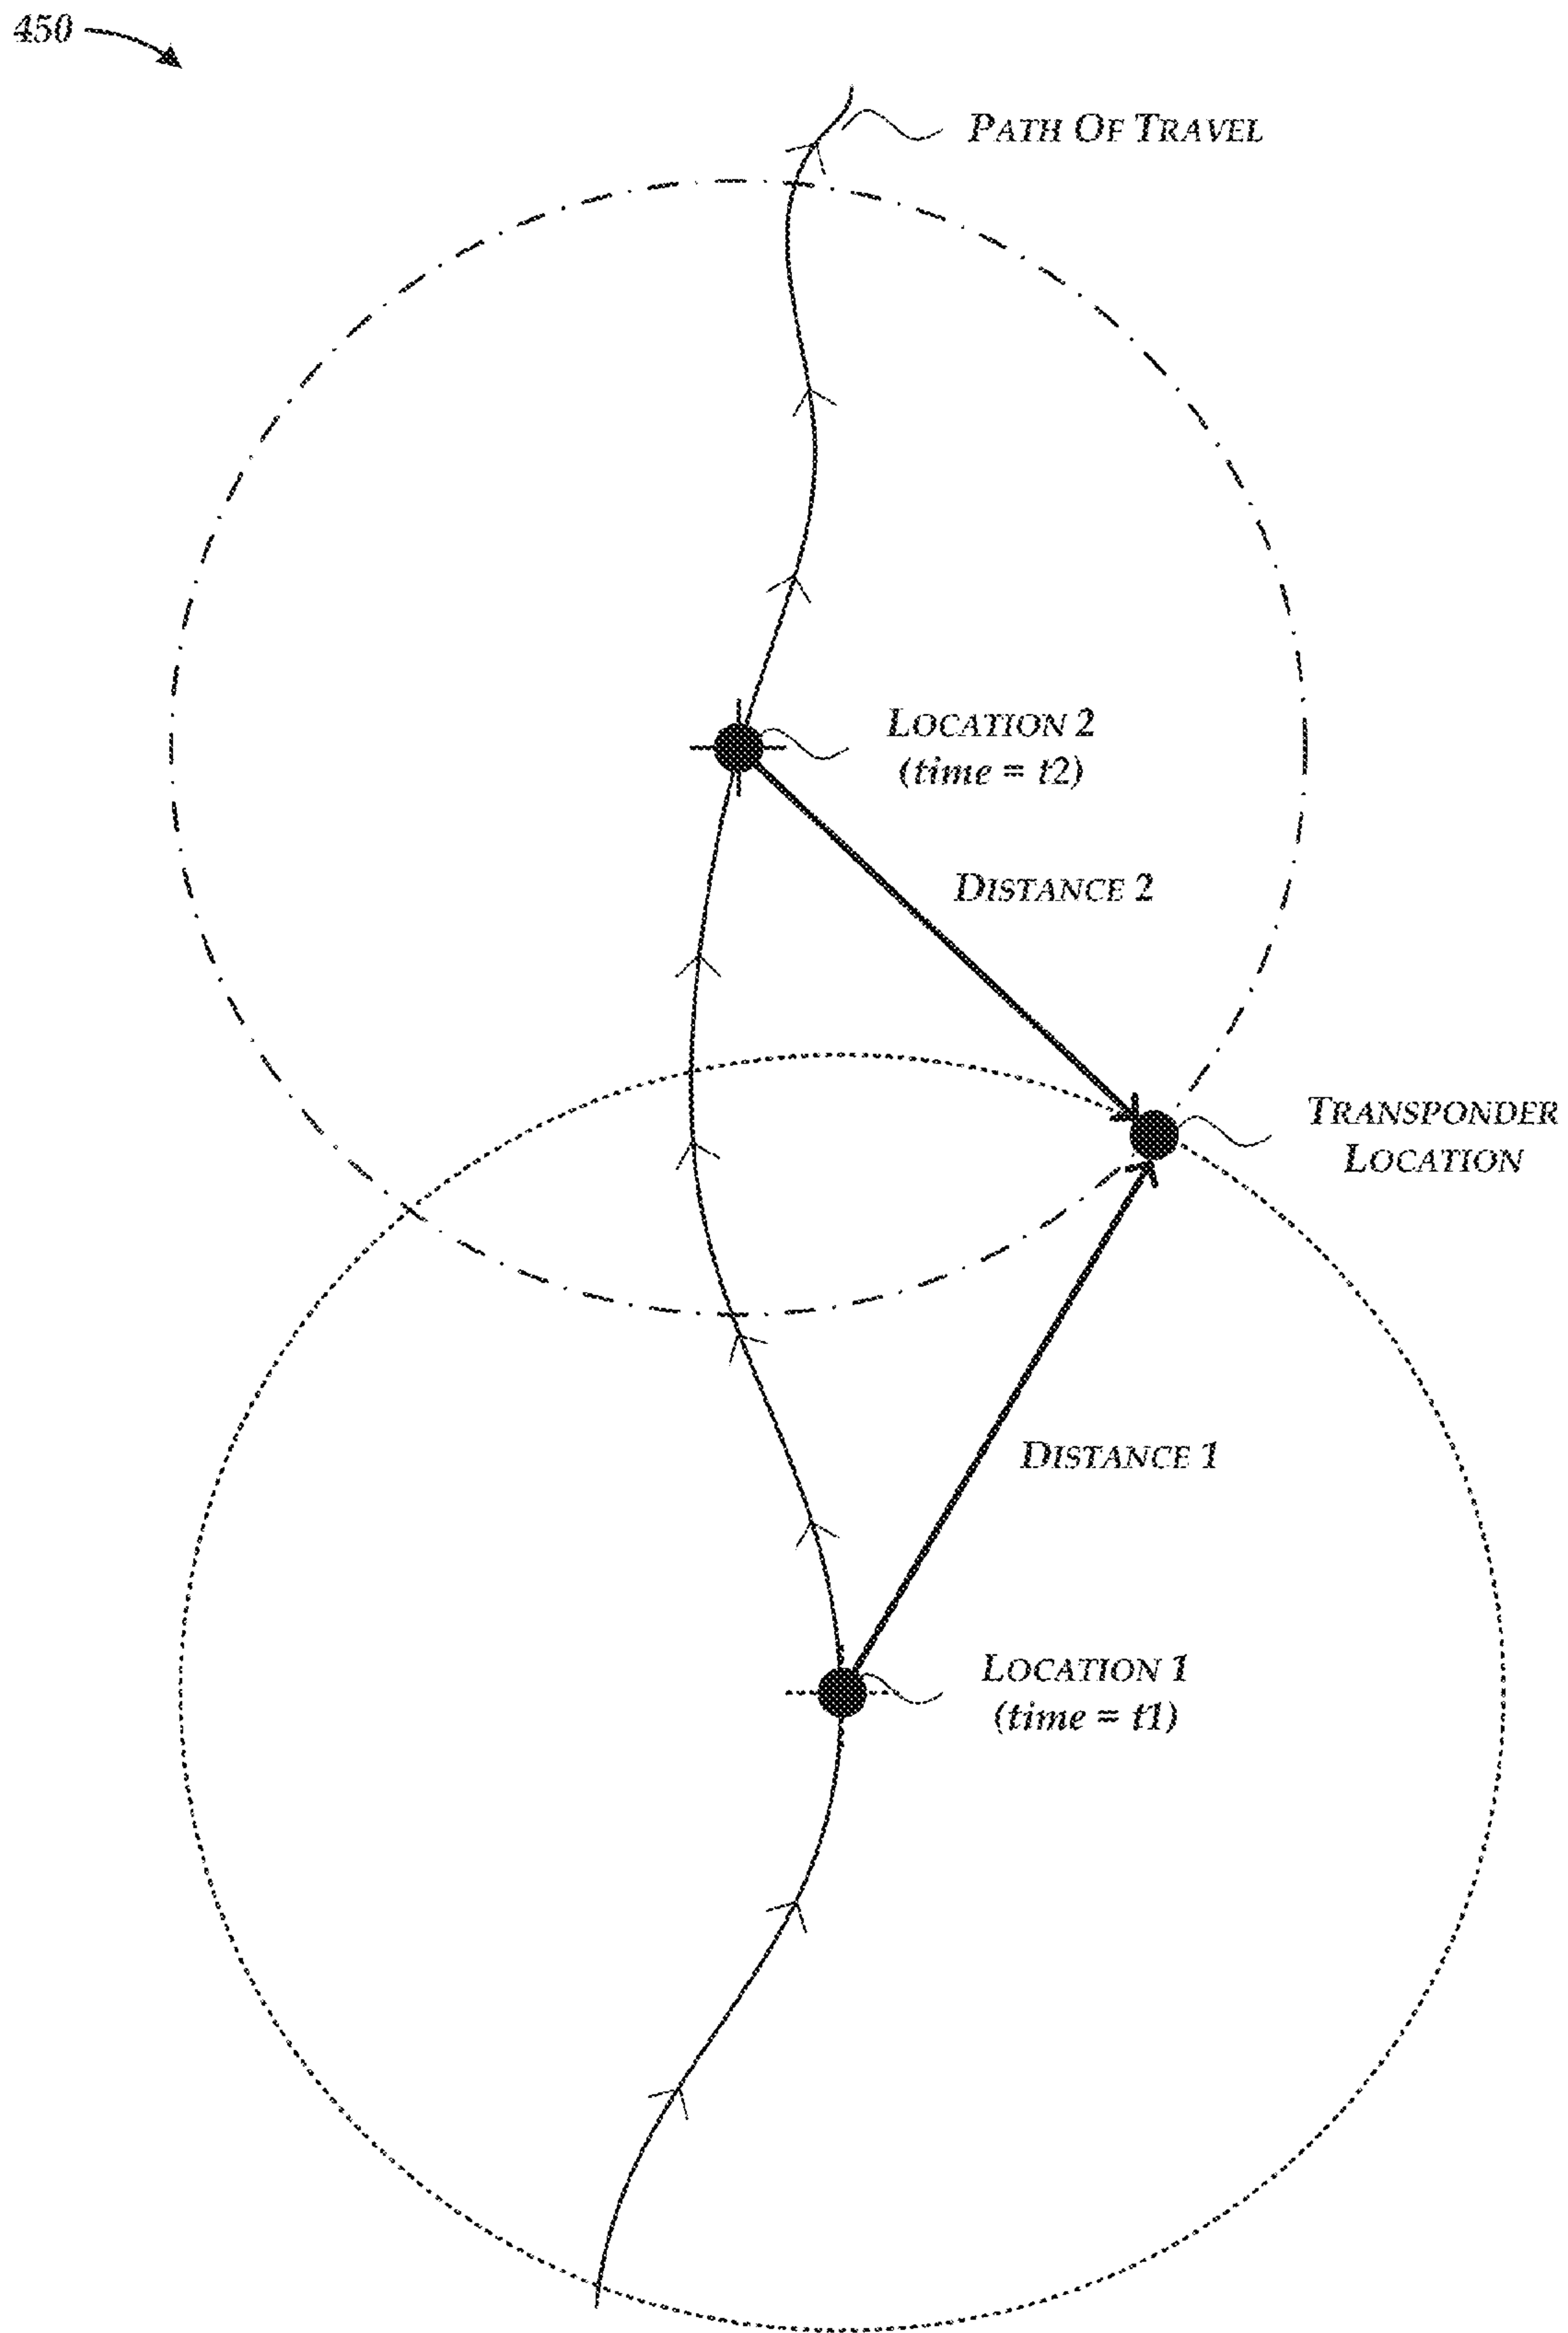 450
PATH OF TRAVEL
LOCATION 2
(time = t2)
DISTANCE 2
TRANSPONDER
LOCATION
DISTANCE 1
LOCATION 1
(time = t1)